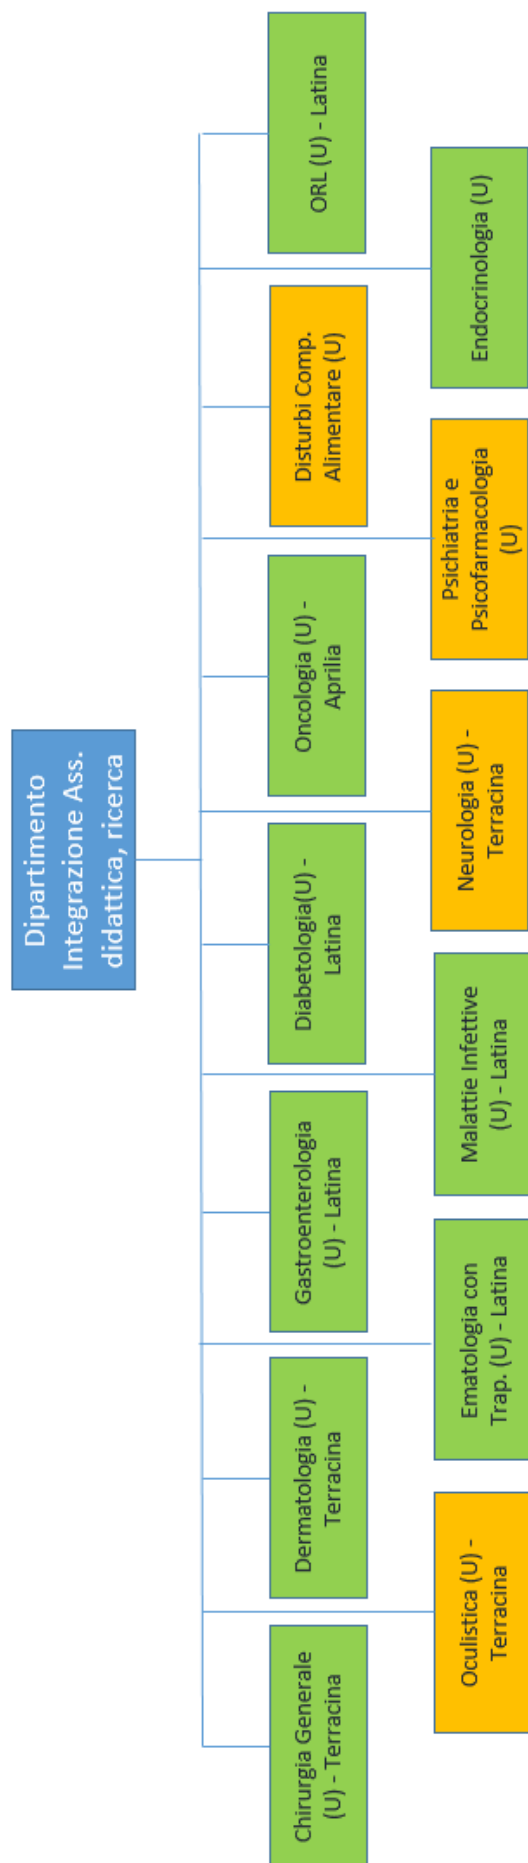 Dipartimento
Integrazione Ass.
didattica, ricerca
Chirurgia Generale
(U) - Terracina
Dermatologia (U) -
Terracina
Gastroenterologia
(U) - Latina
Diabetologia(U) -
Latina
Oncologia (U) -
Aprilia
Disturbi Comp.
Alimentare (U)
ORL (U) - Latina
Oculistica (U) -
Terracina
Ematologia con
Trap. (U) - Latina
Malattie Infettive
(U) - Latina
Neurologia (U) -
Terracina
Psichiatria e
Psicofarmacologia
(U)
Endocrinologia (U)